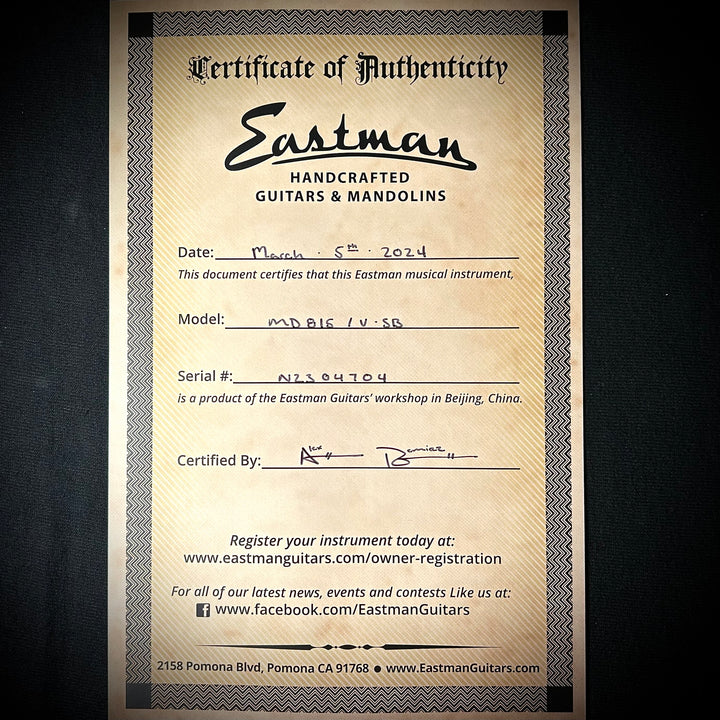 Certificate of Authenticity
Eastman
HANDCRAFTED
GUITARS & MANDOLINS
Date: March · 5th · 2024
This document certifies that this Eastman musical instrument,
Model: MD 815 / V · SB
Serial #: N2304704
is a product of the Eastman Guitars' workshop in Beijing, China.
Certified By: Alex
Register your instrument today at:
www.eastmanguitars.com/owner-registration
For all of our latest news, events and contests Like us at:
www.facebook.com/EastmanGuitars
2158 Pomona Blvd, Pomona CA 91768 ● www.EastmanGuitars.com